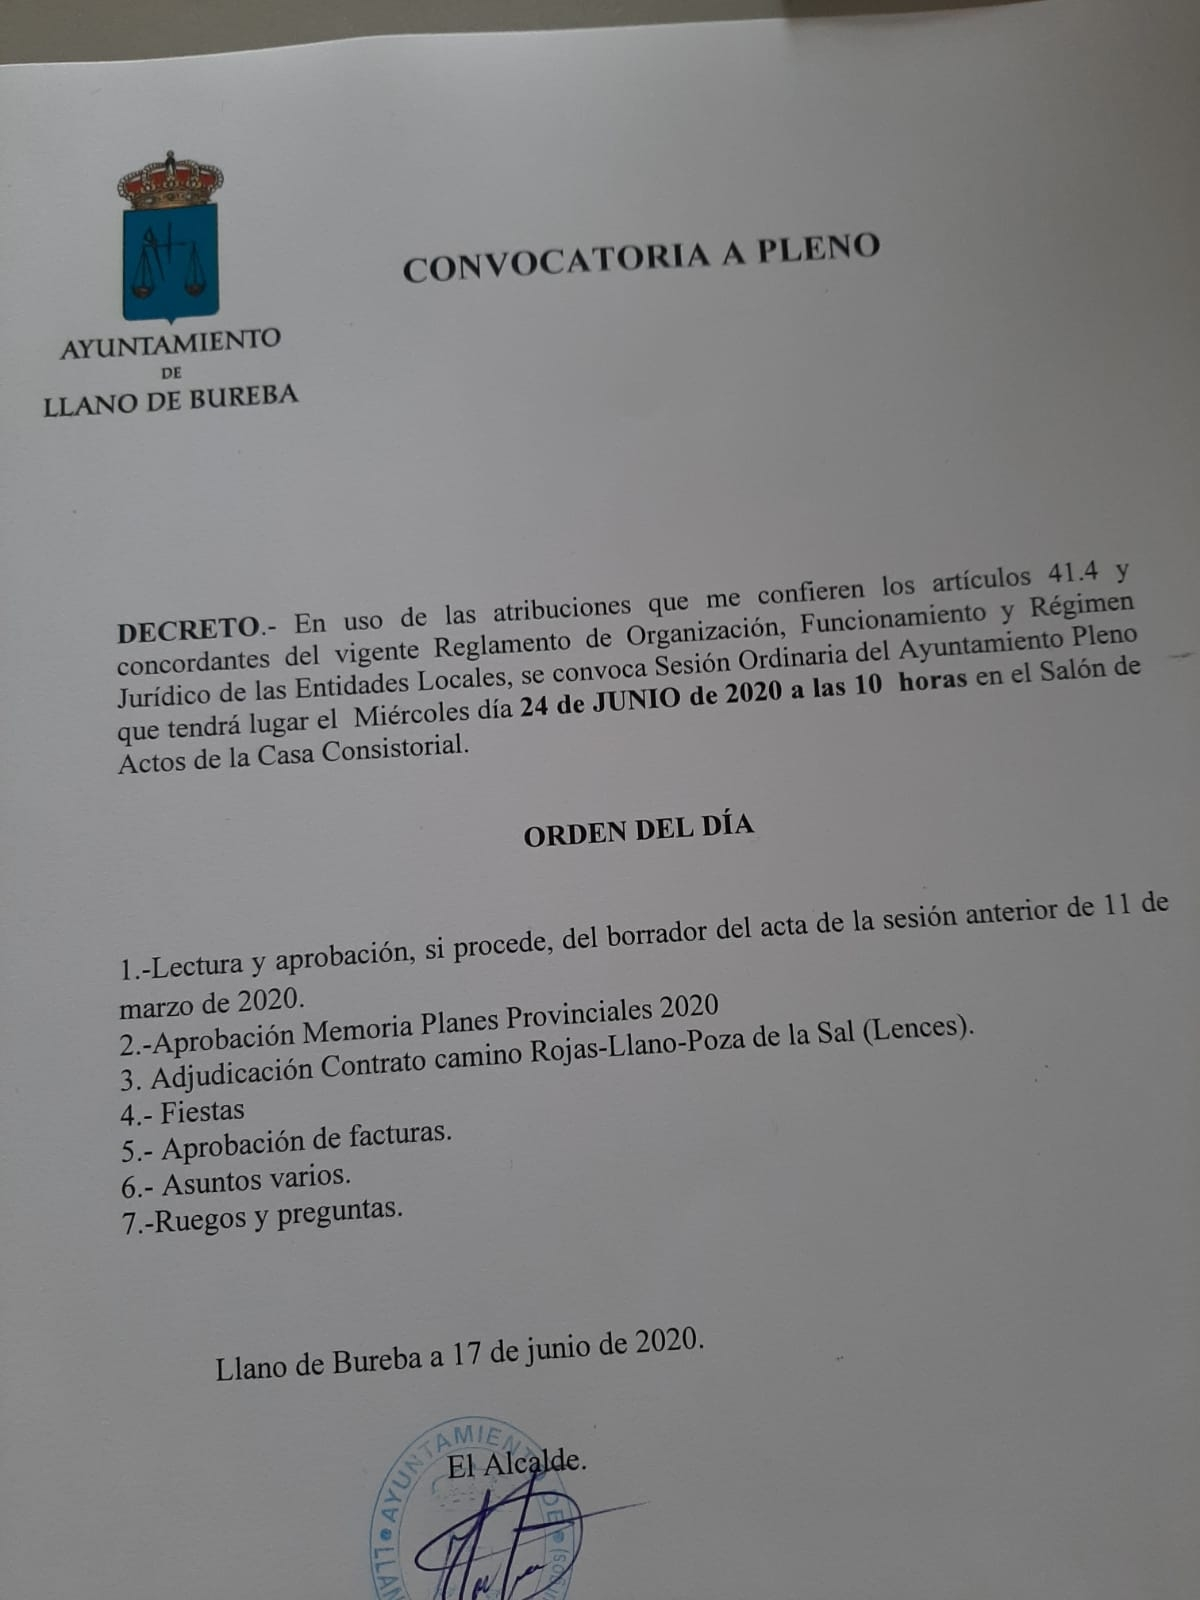 CONVOCATORIA A PLENO
AYUNTAMIENTO
DE
LLANO DE BUREBA
DECRETO.- En uso de las atribuciones que me confieren los artículos 41.4 y
concordantes del vigente Reglamento de Organización, Funcionamiento y Régimen
Jurídico de las Entidades Locales, se convoca Sesión Ordinaria del Ayuntamiento Pleno
que tendrá lugar el Miércoles día 24 de JUNIO de 2020 a las 10 horas en el Salón de
Actos de la Casa Consistorial.
ORDEN DEL DÍA
1.-Lectura y aprobación, si procede, del borrador del acta de la sesión anterior de 11 de
marzo de 2020.
2.-Aprobación Memoria Planes Provinciales 2020
3. Adjudicación Contrato camino Rojas-Llano-Poza de la Sal (Lences).
4.- Fiestas
5.- Aprobación de facturas.
6.- Asuntos varios.
7.-Ruegos y preguntas.
Llano de Bureba a 17 de junio de 2020.
El Alcalde.
AYUNTAMIENTO DE